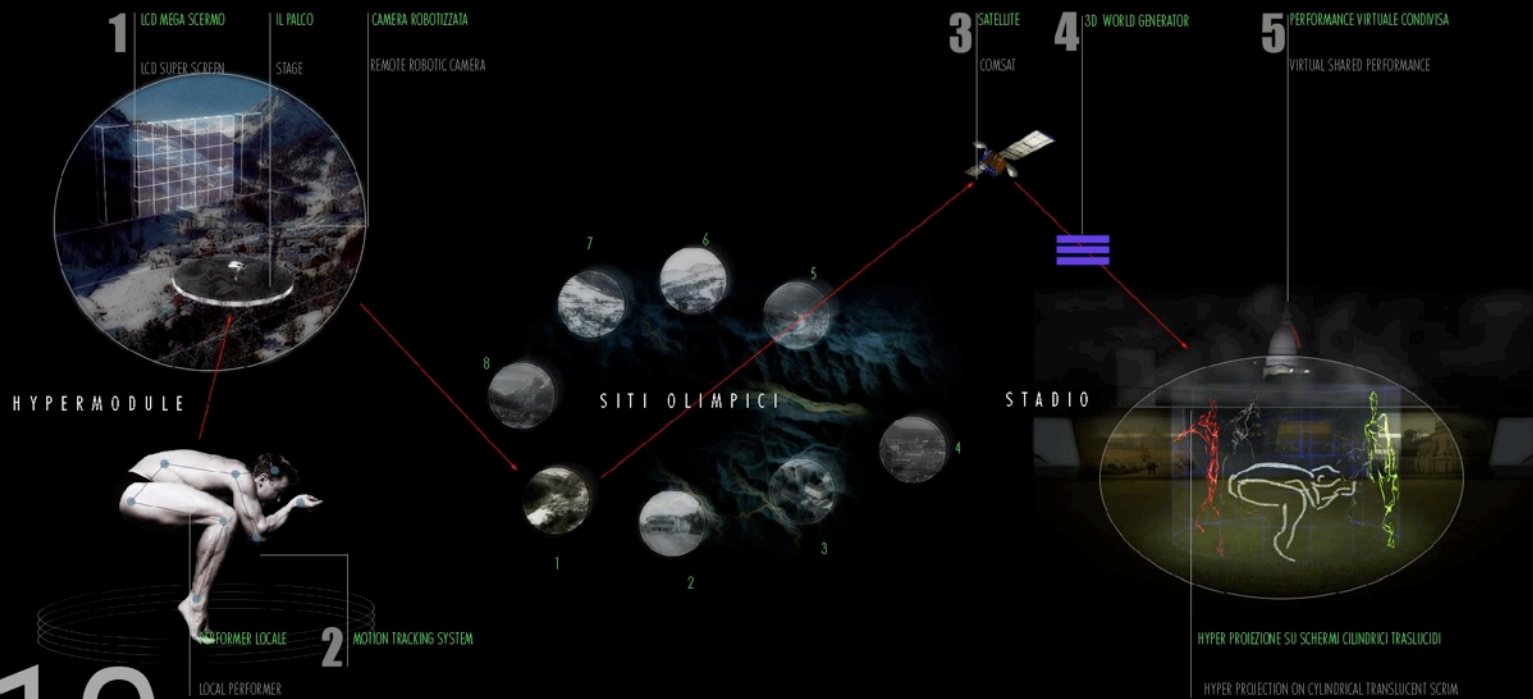 1
LCD MEGA SCERMO
IL PALCO
CAMERA ROBOTIZZATA
LCD SUPER SCREEN
STAGE
REMOTE ROBOTIC CAMERA
3
SATELLITE
COMSAT
4
3D WORLD GENERATOR
5
PERFORMANCE VIRTUALE CONDIVISA
VIRTUAL SHARED PERFORMANCE
HYPERMODULE
7
6
5
8
SITI OLIMPICI
4
1
2
3
STADIO
PERFORMER LOCALE
LOCAL PERFORMER
2
MOTION TRACKING SYSTEM
HYPER PROIEZIONE SU SCHERMI CILINDRICI TRASLUCIDI
HYPER PROJECTION ON CYLINDRICAL TRANSLUCENT SCRIM